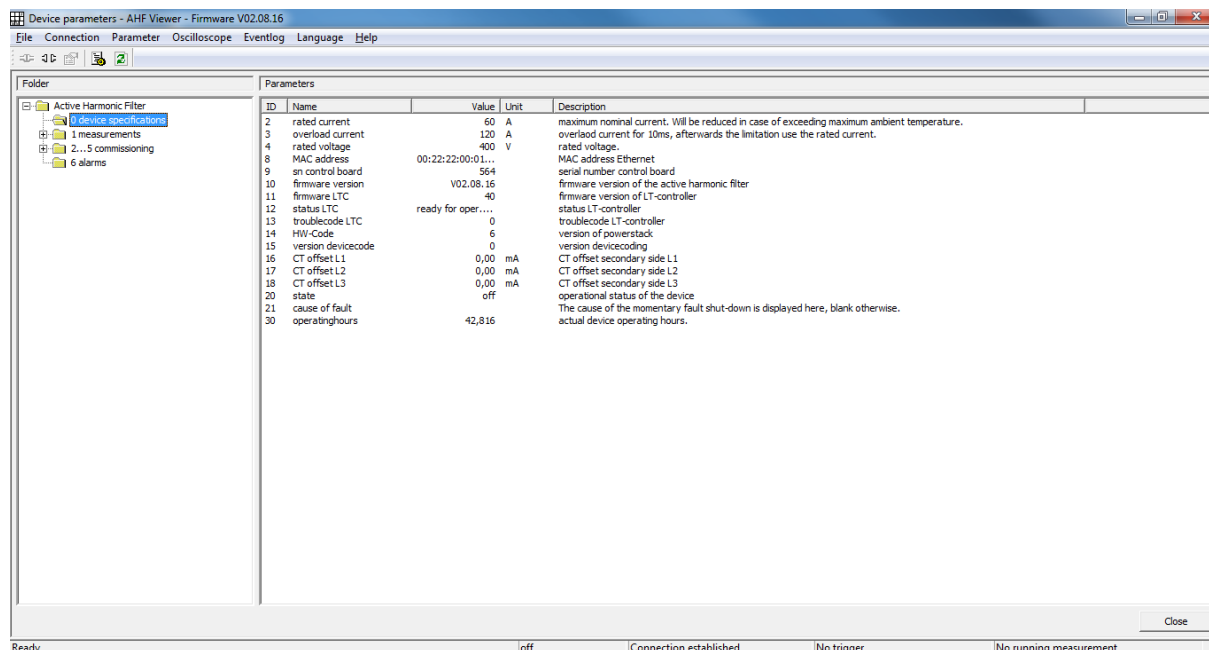 Device parameters - AHF Viewer - Firmware V02.08.16
File Connection Parameter Oscilloscope Eventlog Language Help
Folder
Active Harmonic Filter
0 device specifications
1 measurements
2...5 commissioning
6 alarms
Parameters
ID Name Value Unit Description
2 rated current 60 A maximum nominal current. Will be reduced in case of exceeding maximum ambient temperature.
3 overload current 120 A overlaod current for 10ms, afterwards the limitation use the rated current.
4 rated voltage 400 V rated voltage.
8 MAC address 00:22:22:00:01... MAC address Ethernet
9 sn control board 564 serial number control board
10 firmware version V02.08.16 firmware version of the active harmonic filter
11 firmware LTC 40 firmware version of LT-controller
12 status LTC ready for oper.... status LT-controller
13 troublecode LTC 0 troublecode LT-controller
14 HW-Code 6 version of powerstack
15 version devicecode 0 version devicecoding
16 CT offset L1 0,00 mA CT offset secondary side L1
17 CT offset L2 0,00 mA CT offset secondary side L2
18 CT offset L3 0,00 mA CT offset secondary side L3
20 state off operational status of the device
21 cause of fault The cause of the momentary fault shut-down is displayed here, blank otherwise.
30 operatinghours 42,816 actual device operating hours.
Close
Ready off Connection established No trigger No running measurement